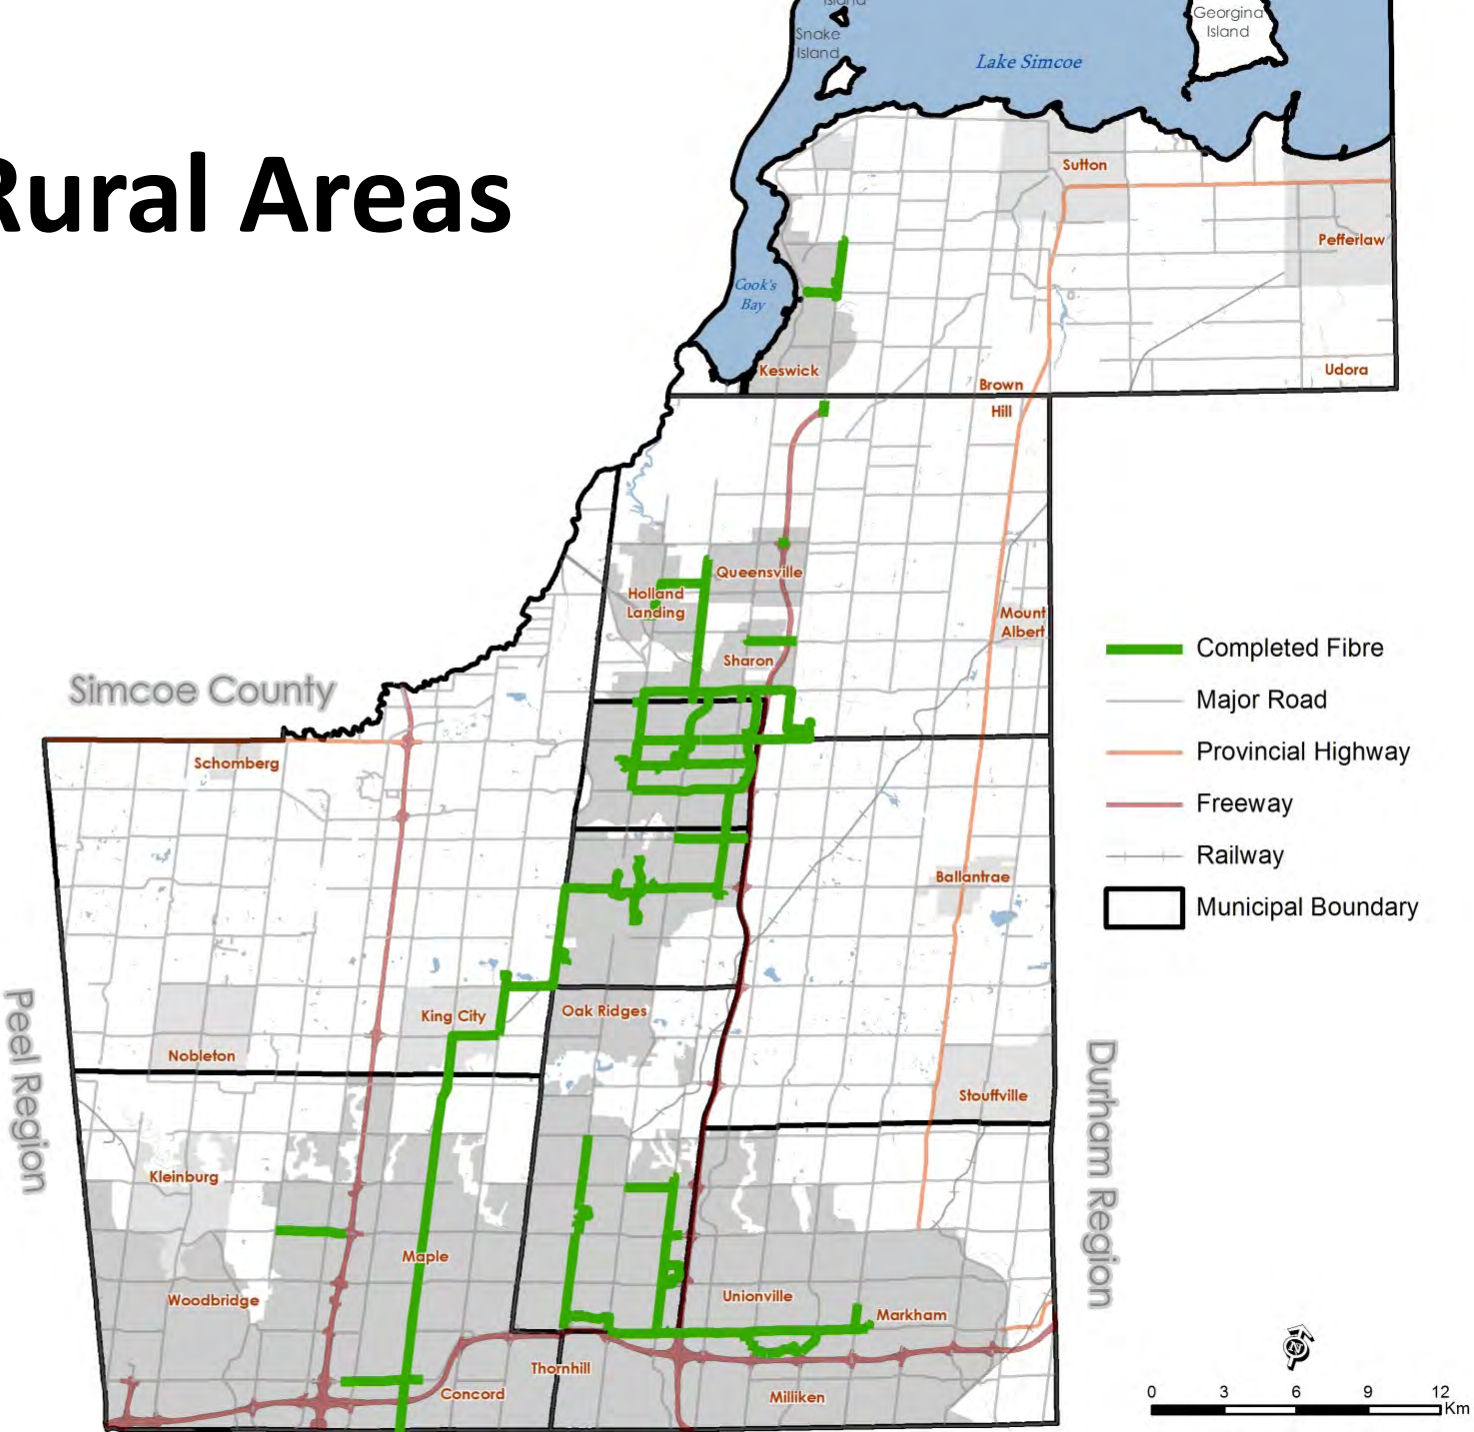 Island
Snake
Island
Georgina
Island
Lake Simcoe
Rural Areas
Sutton
Pefferlaw
Cook's
Bay
Keswick
Brown
Hill
Udora
Queensville
Holland
Landing
Mount
Albert
Sharon
Simcoe County
Schomberg
Completed Fibre
Major Road
Provincial Highway
Freeway
Railway
Municipal Boundary
Ballantrae
Peel Region
King City
Oak Ridges
Nobleton
Stouffville
Durham Region
Kleinburg
Maple
Woodbridge
Unionville
Markham
Thornhill
Concord
Milliken
N
0 3 6 9 12
Km